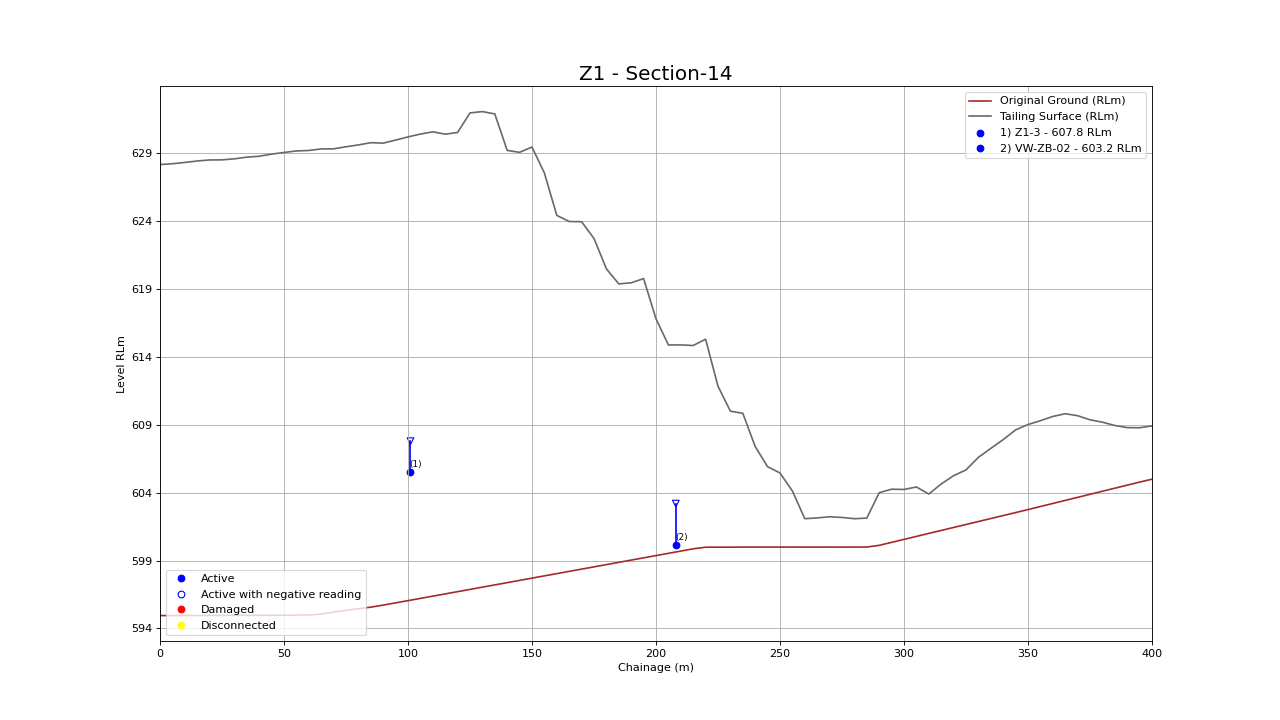 Z1 - Section-14
Original Ground (RLm)
Tailing Surface (RLm)
1) Z1-3 - 607.8 RLm
2) VW-ZB-02 - 603.2 RLm
629
624
619
614
609
604
599
594
Level RLm
(1)
(2)
Active
Active with negative reading
Damaged
Disconnected
0 50 100 150 200 250 300 350 400
Chainage (m)